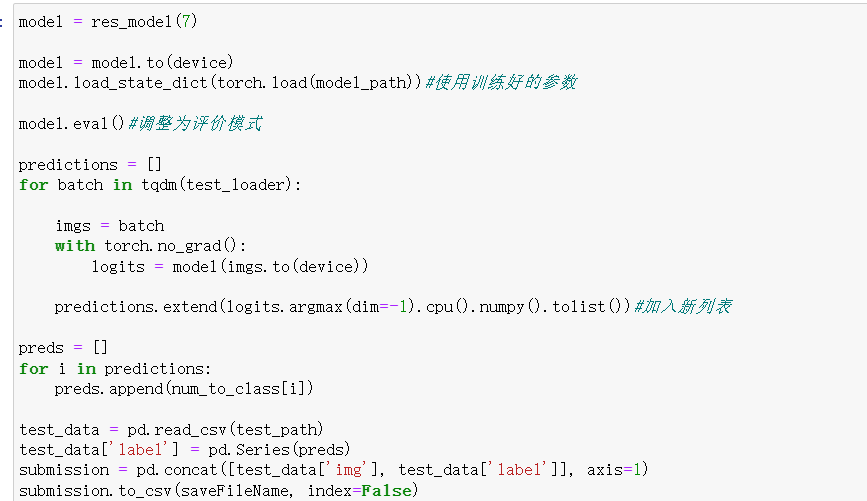 model = res_model(7)
model = model.to(device)
model.load_state_dict(torch.load(model_path))#使用训练好的参数
model.eval()#调整为评价模式
predictions = []
for batch in tqdm(test_loader):
    imgs = batch
    with torch.no_grad():
        logits = model(imgs.to(device))
    predictions.extend(logits.argmax(dim=-1).cpu().numpy().tolist())#加入新列表
preds = []
for i in predictions:
    preds.append(num_to_class[i])
test_data = pd.read_csv(test_path)
test_data['label'] = pd.Series(preds)
submission = pd.concat([test_data['img'], test_data['label']], axis=1)
submission.to_csv(saveFileName, index=False)